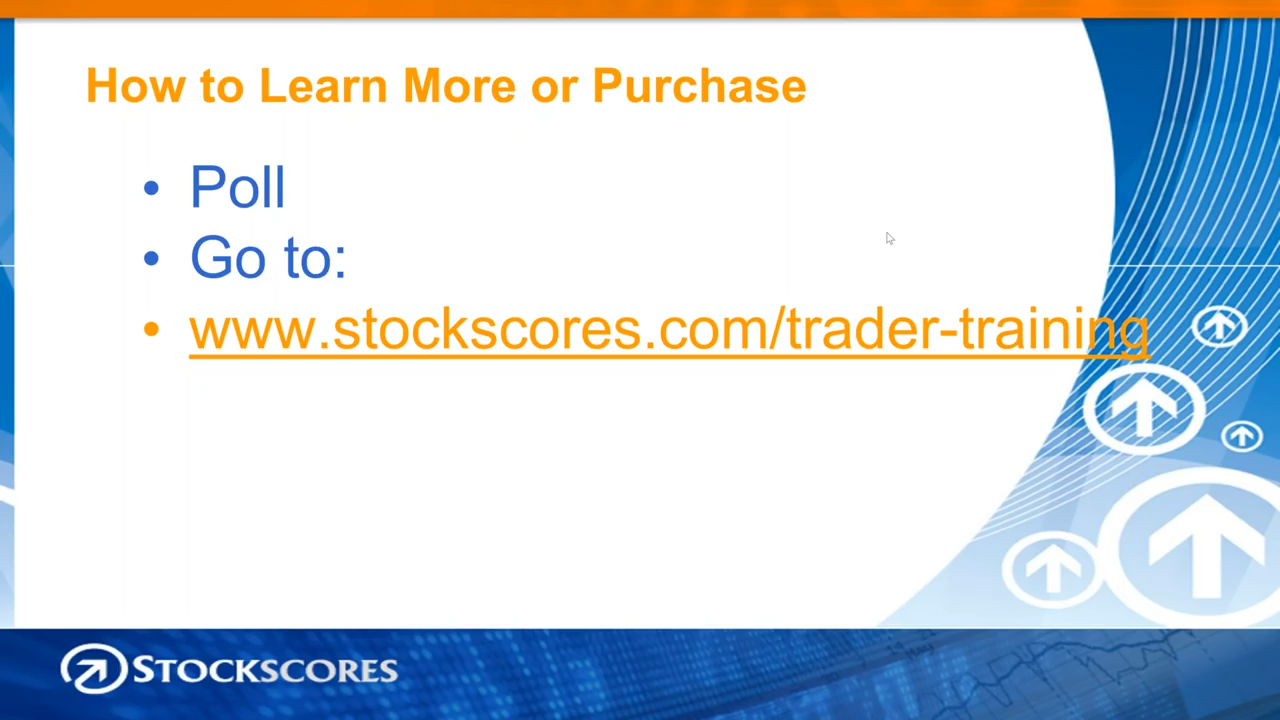 How to Learn More or Purchase
• Poll
• Go to:
• www.stockscores.com/trader-training
STOCKSCORES